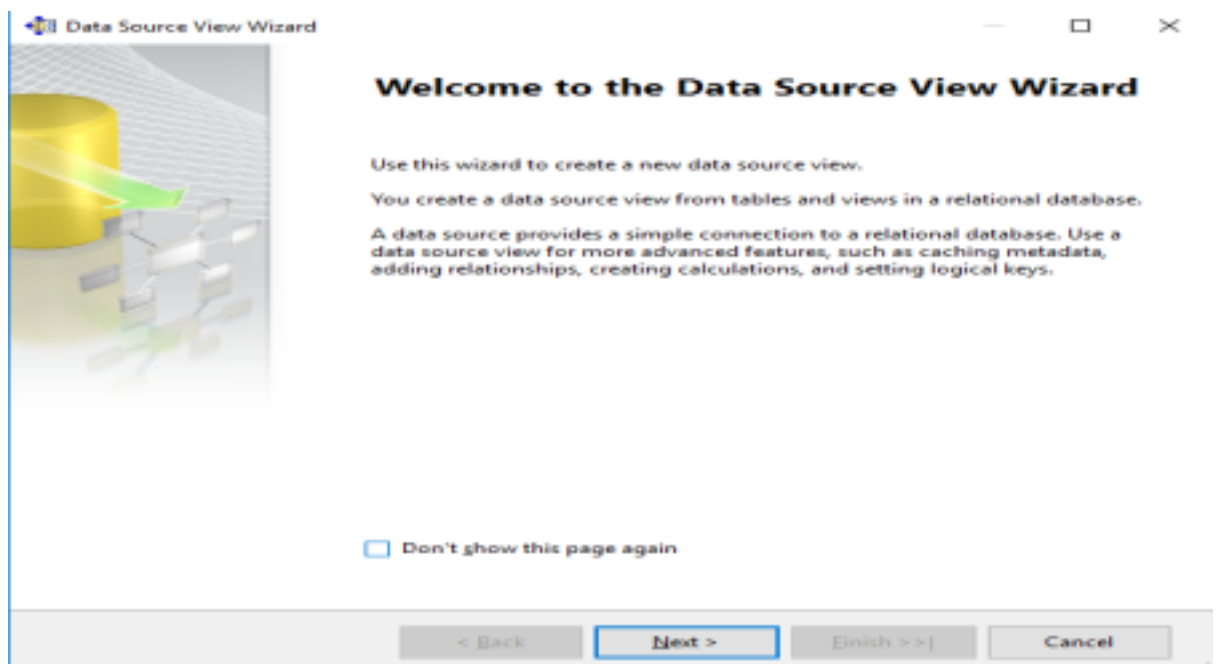 Data Source View Wizard
Welcome to the Data Source View Wizard
Use this wizard to create a new data source view.
You create a data source view from tables and views in a relational database.
A data source provides a simple connection to a relational database. Use a
data source view for more advanced features, such as caching metadata,
adding relationships, creating calculations, and setting logical keys.
Don't show this page again
< Back Next > Finish >>| Cancel